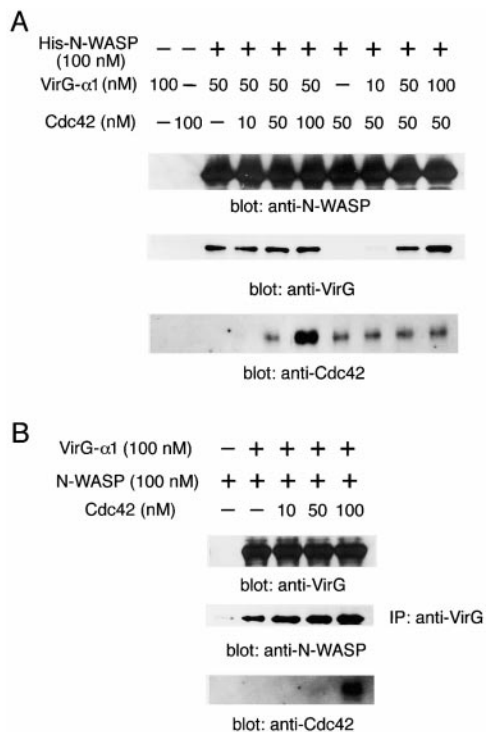 A
His-N-WASP − − + + + + + + + +
(100 nM)
VirG-α1(nM) 100 − 50 50 50 50 − 10 50 100
Cdc42 (nM) − 100 − 10 50 100 50 50 50 50
blot: anti-N-WASP
blot: anti-VirG
blot: anti-Cdc42
B
VirG-α1 (100 nM) − + + + +
N-WASP (100 nM) + + + + +
Cdc42 (nM) − − 10 50 100
blot: anti-VirG
IP: anti-VirG
blot: anti-N-WASP
blot: anti-Cdc42